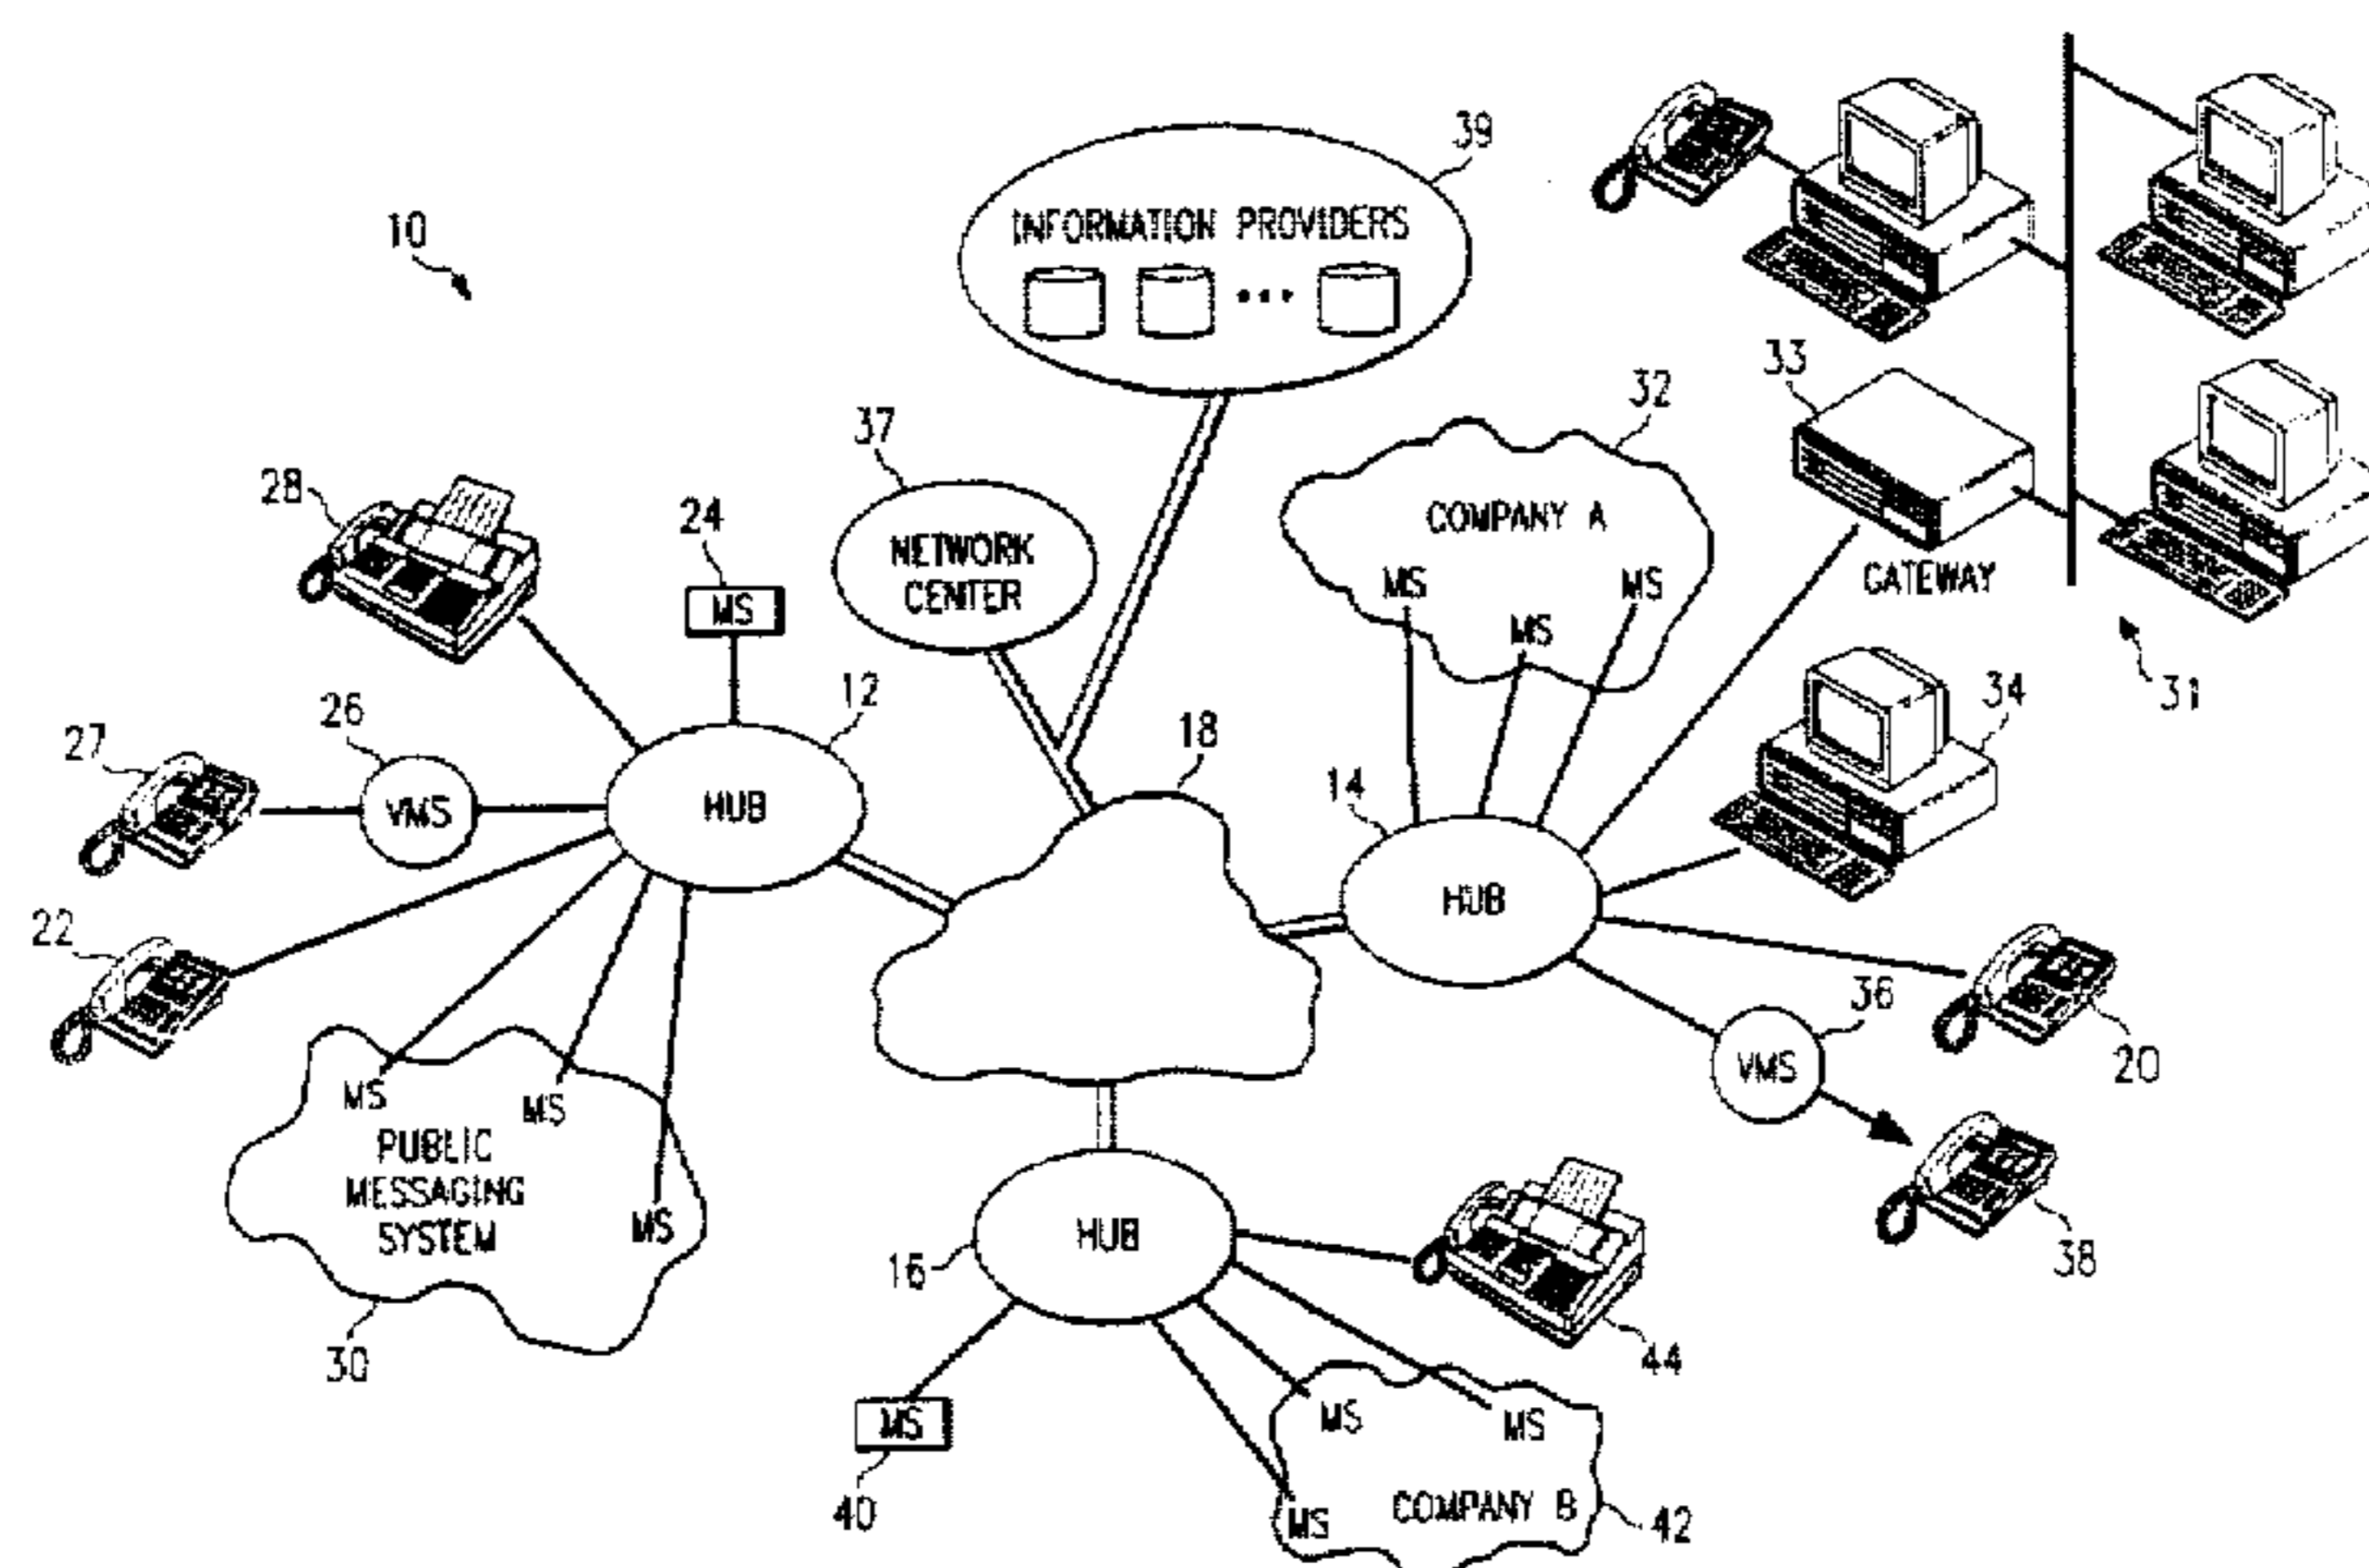 39
INFORMATION PROVIDERS
10
33
32
37
COMPANY A
28
24
NETWORK
CENTER
MS
MS
MS
MS
GATEWAY
31
34
12
26
27
18
14
HUB
VMS
HUB
22
36
VMS
20
MS
MS
PUBLIC
MESSAGING
SYSTEM
MS
HUB
16
38
30
44
MS
MS
MS
40
COMPANY B
MS
42